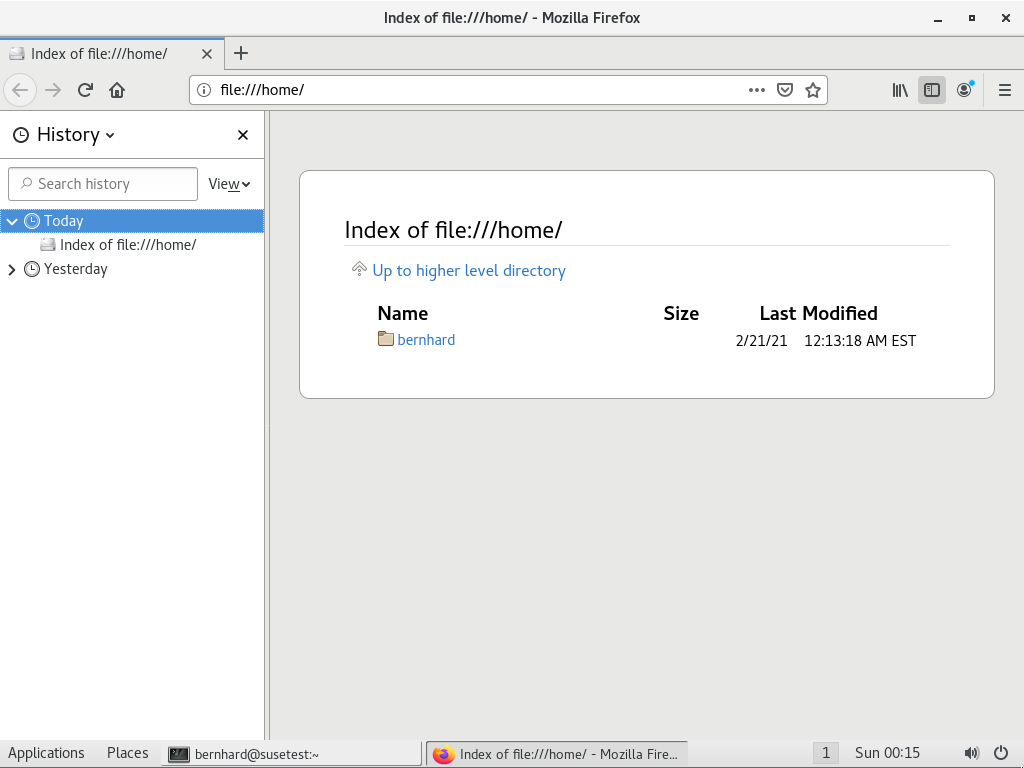 Index of file:///home/ - Mozilla Firefox
Index of file:///home/
file:///home/
History
Search history
View
Today
Index of file:///home/
Yesterday
Index of file:///home/
Up to higher level directory
Name Size Last Modified
bernhard 2/21/21 12:13:18 AM EST
Applications Places bernhard@susetest:~ Index of file:///home/ - Mozilla Fire... 1 Sun 00:15